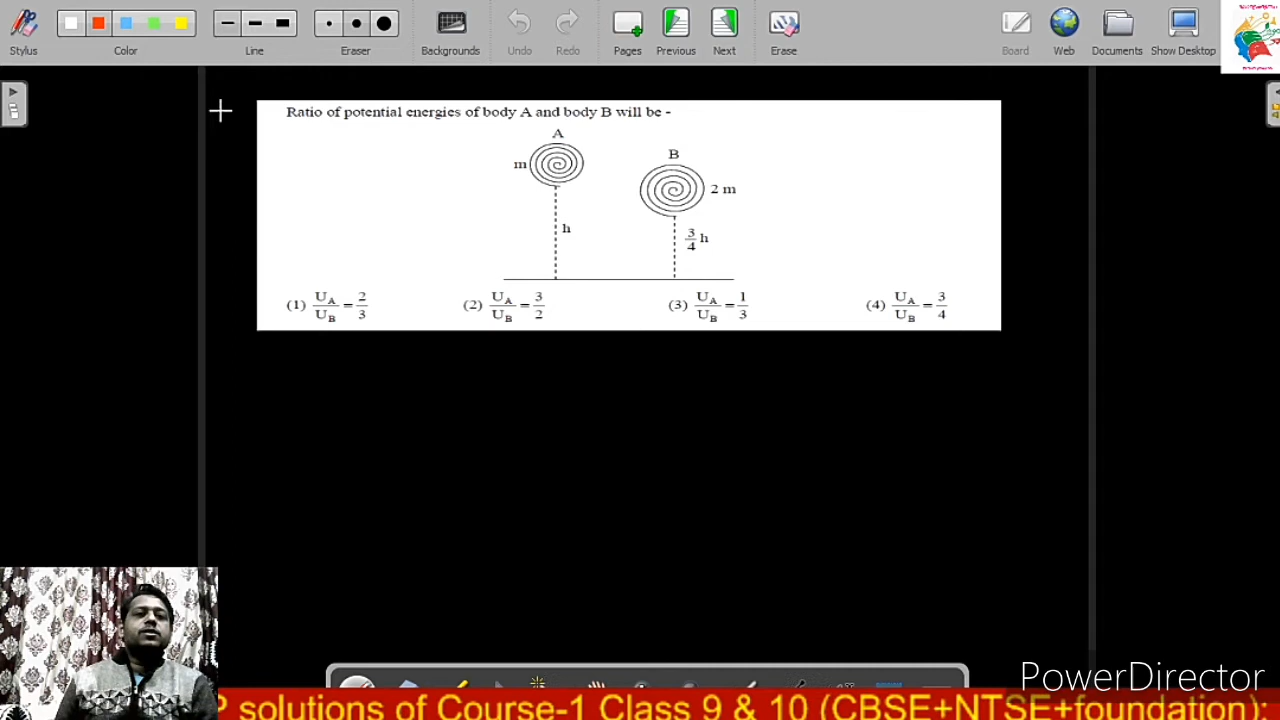 Stylus
Color
Line
Eraser
Backgrounds
Undo
Redo
Pages
Previous
Next
Erase
Board
Web
Documents
Show Desktop
Ratio of potential energies of body A and body B will be -
A
m
h
B
2 m
3/4 h
(1) U_A/U_B = 2/3 (2) U_A/U_B = 3/2 (3) U_A/U_B = 1/3 (4) U_A/U_B = 3/4
PowerDirector
P solutions of Course-1 Class 9 & 10 (CBSE+NTSE+foundation):